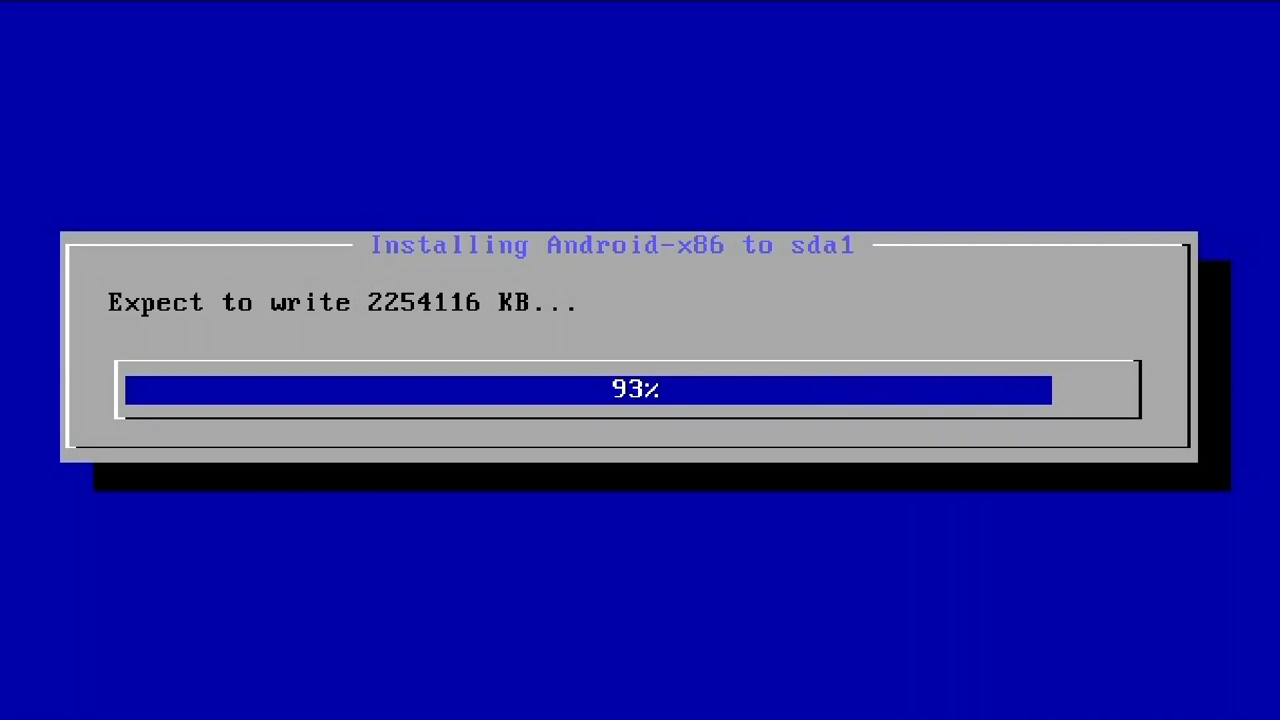 Installing Android-x86 to sda1
Expect to write 2254116 KB...
93%